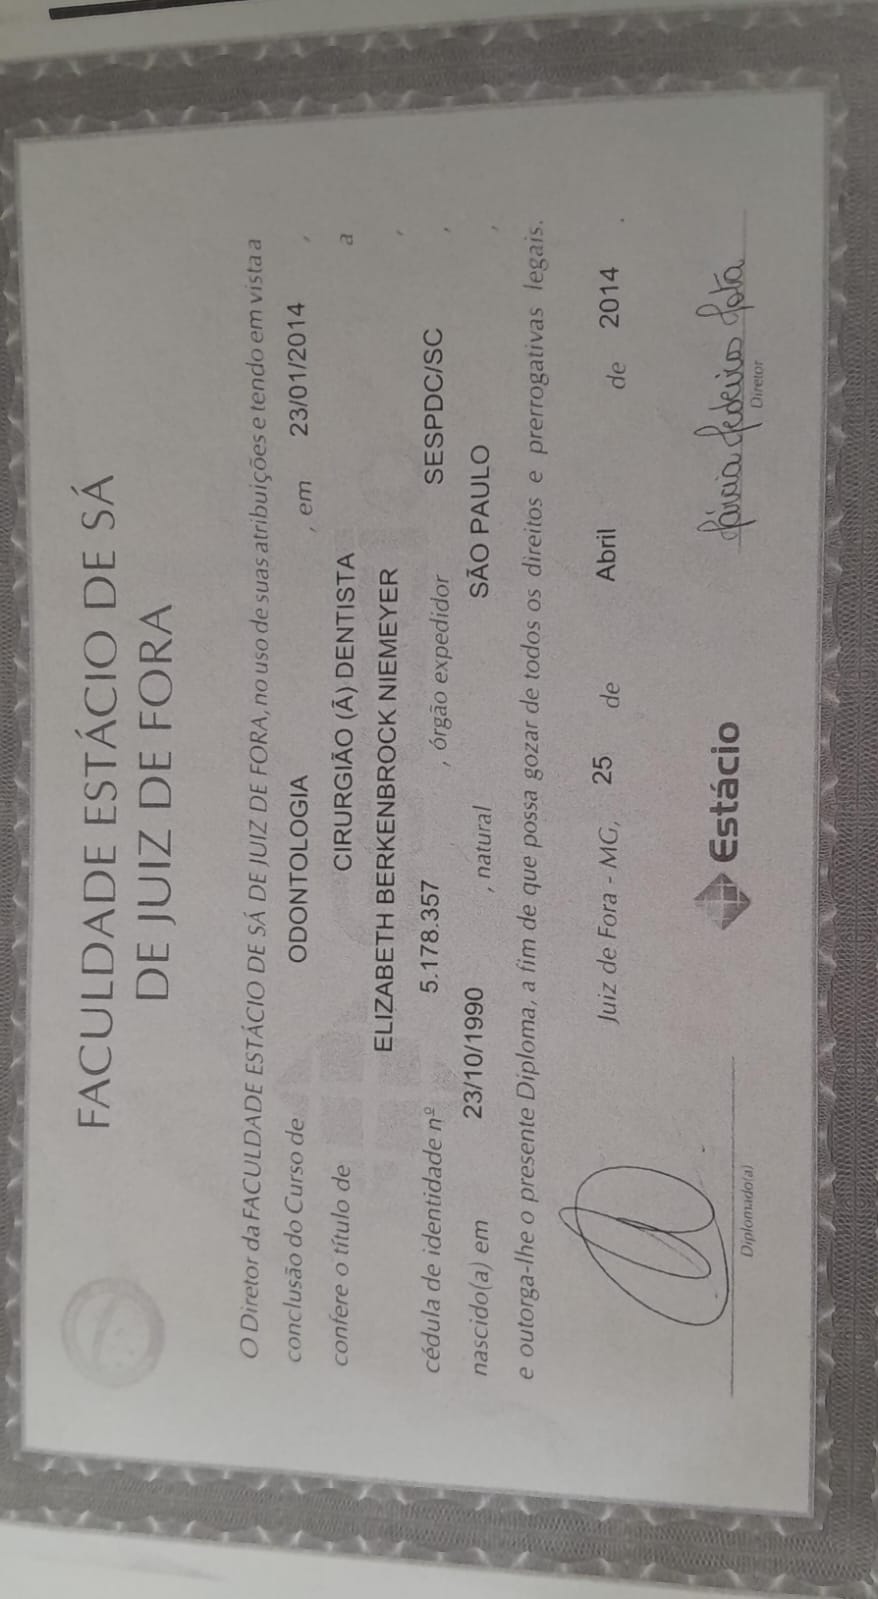 FACULDADE ESTÁCIO DE SÁ
DE JUIZ DE FORA
O Diretor da FACULDADE ESTÁCIO DE SÁ DE JUIZ DE FORA, no uso de suas atribuições e tendo em vista a
conclusão do Curso de ODONTOLOGIA , em 23/01/2014 ,
confere o título de CIRURGIÃO (Ã) DENTISTA a
ELIZABETH BERKENBROCK NIEMEYER ,
cédula de identidade nº 5.178.357 , órgão expedidor SESPDC/SC ,
nascido(a) em 23/10/1990 , natural SÃO PAULO ,
e outorga-lhe o presente Diploma, a fim de que possa gozar de todos os direitos e prerrogativas legais.
Juiz de Fora - MG, 25 de Abril de 2014 .
Estácio
Diplomado(a)
Diretor